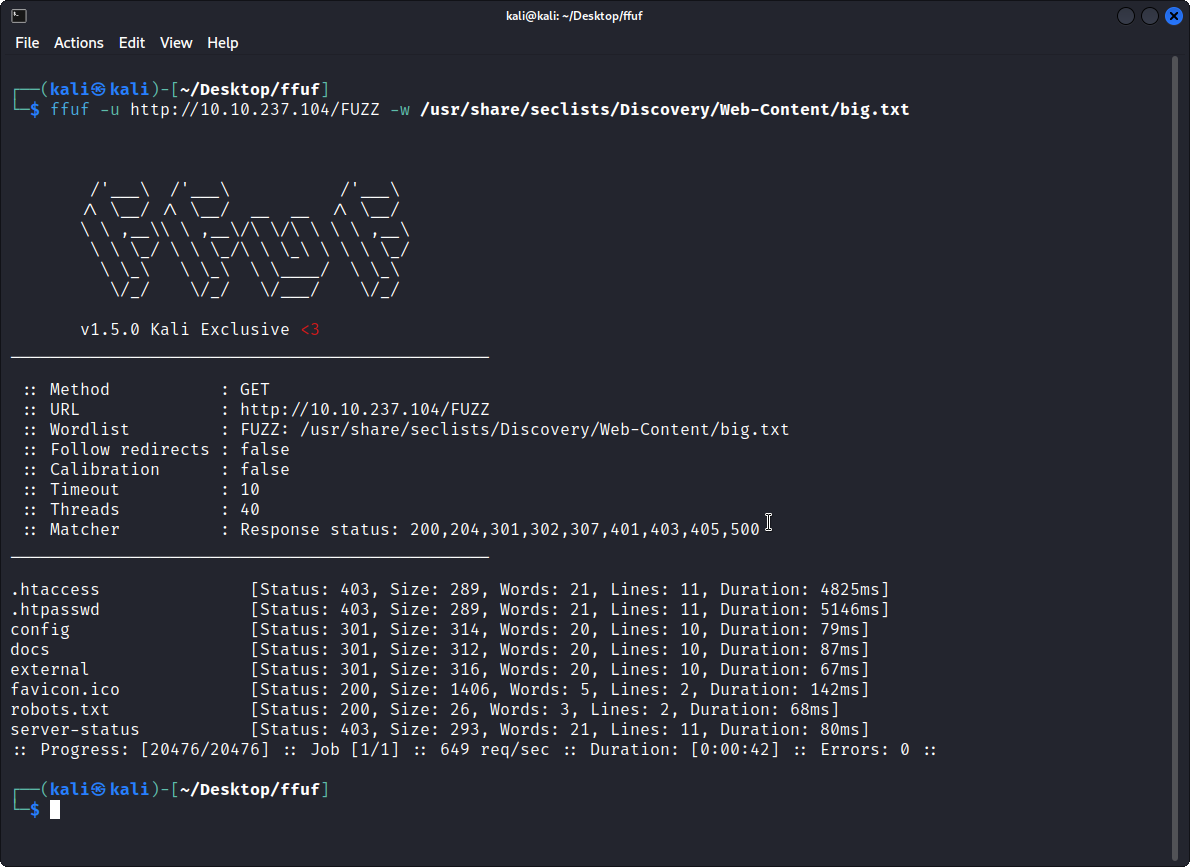 kali@kali: ~/Desktop/ffuf
File Actions Edit View Help
┌──(kali㉿kali)-[~/Desktop/ffuf]
└─$ ffuf -u http://10.10.237.104/FUZZ -w /usr/share/seclists/Discovery/Web-Content/big.txt
        /'___\  /'___\           /'___\
       /\ \__/ /\ \__/  __  __  /\ \__/
       \ \ ,__\\ \ ,__\/\ \/\ \ \ \ ,__\
        \ \ \_/ \ \ \_/\ \ \_\ \ \ \ \_/
         \ \_\   \ \_\  \ \____/  \ \_\
          \/_/    \/_/   \/___/    \/_/
v1.5.0 Kali Exclusive <3
________________________________________________
:: Method           : GET
:: URL              : http://10.10.237.104/FUZZ
:: Wordlist         : FUZZ: /usr/share/seclists/Discovery/Web-Content/big.txt
:: Follow redirects : false
:: Calibration      : false
:: Timeout          : 10
:: Threads          : 40
:: Matcher          : Response status: 200,204,301,302,307,401,403,405,500
________________________________________________
.htaccess               [Status: 403, Size: 289, Words: 21, Lines: 11, Duration: 4825ms]
.htpasswd               [Status: 403, Size: 289, Words: 21, Lines: 11, Duration: 5146ms]
config                  [Status: 301, Size: 314, Words: 20, Lines: 10, Duration: 79ms]
docs                    [Status: 301, Size: 312, Words: 20, Lines: 10, Duration: 87ms]
external                [Status: 301, Size: 316, Words: 20, Lines: 10, Duration: 67ms]
favicon.ico             [Status: 200, Size: 1406, Words: 5, Lines: 2, Duration: 142ms]
robots.txt              [Status: 200, Size: 26, Words: 3, Lines: 2, Duration: 68ms]
server-status           [Status: 403, Size: 293, Words: 21, Lines: 11, Duration: 80ms]
:: Progress: [20476/20476] :: Job [1/1] :: 649 req/sec :: Duration: [0:00:42] :: Errors: 0 ::
┌──(kali㉿kali)-[~/Desktop/ffuf]
└─$